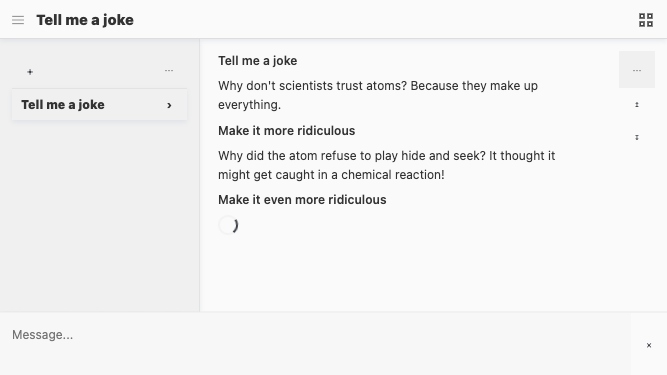 Tell me a joke
+
...
Tell me a joke
Tell me a joke
Why don't scientists trust atoms? Because they make up
everything.
Make it more ridiculous
Why did the atom refuse to play hide and seek? It thought it
might get caught in a chemical reaction!
Make it even more ridiculous
...
Message...